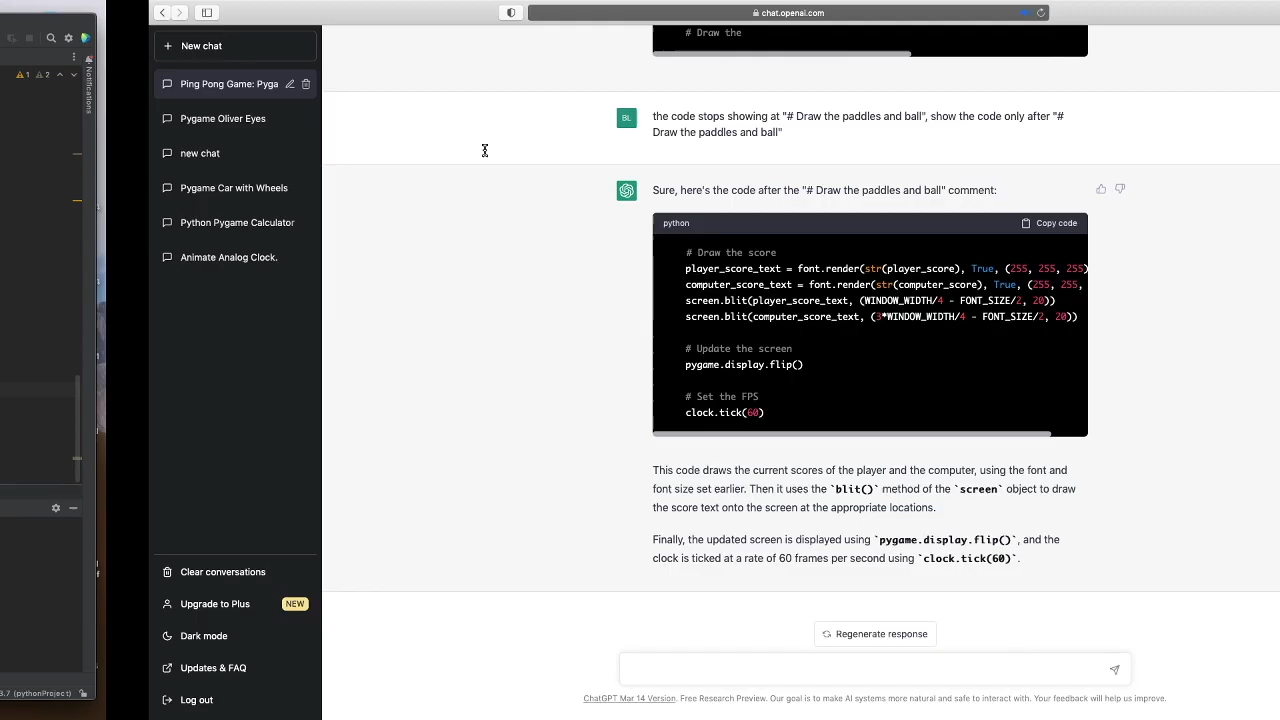 chat.openai.com
1 2
Notifications
3.7 (pythonProject)
New chat
Ping Pong Game: Pyga
Pygame Oliver Eyes
new chat
Pygame Car with Wheels
Python Pygame Calculator
Animate Analog Clock.
Clear conversations
Upgrade to Plus NEW
Dark mode
Updates & FAQ
Log out
# Draw the
BL
the code stops showing at "# Draw the paddles and ball", show the code only after "#
Draw the paddles and ball"
Sure, here's the code after the "# Draw the paddles and ball" comment:
python Copy code
# Draw the score
player_score_text = font.render(str(player_score), True, (255, 255, 255)
computer_score_text = font.render(str(computer_score), True, (255, 255,
screen.blit(player_score_text, (WINDOW_WIDTH/4 - FONT_SIZE/2, 20))
screen.blit(computer_score_text, (3*WINDOW_WIDTH/4 - FONT_SIZE/2, 20))
# Update the screen
pygame.display.flip()
# Set the FPS
clock.tick(60)
This code draws the current scores of the player and the computer, using the font and
font size set earlier. Then it uses the `blit()` method of the `screen` object to draw
the score text onto the screen at the appropriate locations.
Finally, the updated screen is displayed using `pygame.display.flip()`, and the
clock is ticked at a rate of 60 frames per second using `clock.tick(60)`.
Regenerate response
ChatGPT Mar 14 Version. Free Research Preview. Our goal is to make AI systems more natural and safe to interact with. Your feedback will help us improve.